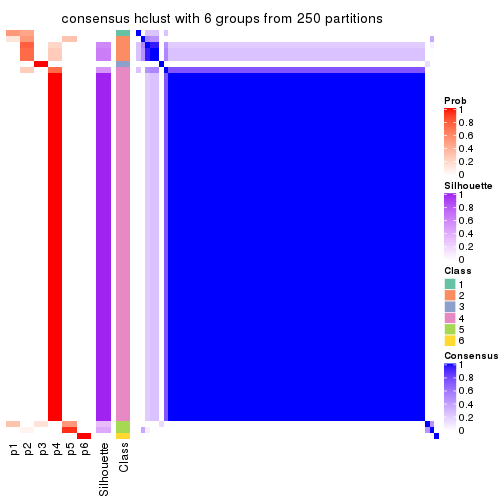 consensus hclust with 6 groups from 250 partitions
Prob
1
0.8
0.6
0.4
0.2
0
Silhouette
1
0.8
0.6
0.4
0.2
0
Class
1
2
3
4
5
6
Consensus
1
0.8
0.6
0.4
0.2
0
p1
p2
p3
p4
p5
p6
Silhouette
Class